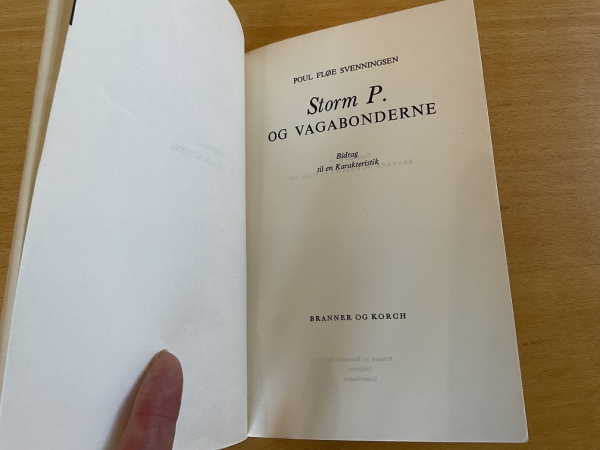 POUL FLØE SVENNINGSEN
Storm P.
OG VAGABONDERNE
Bidrag
til en Karakteristik
BRANNER OG KORCH